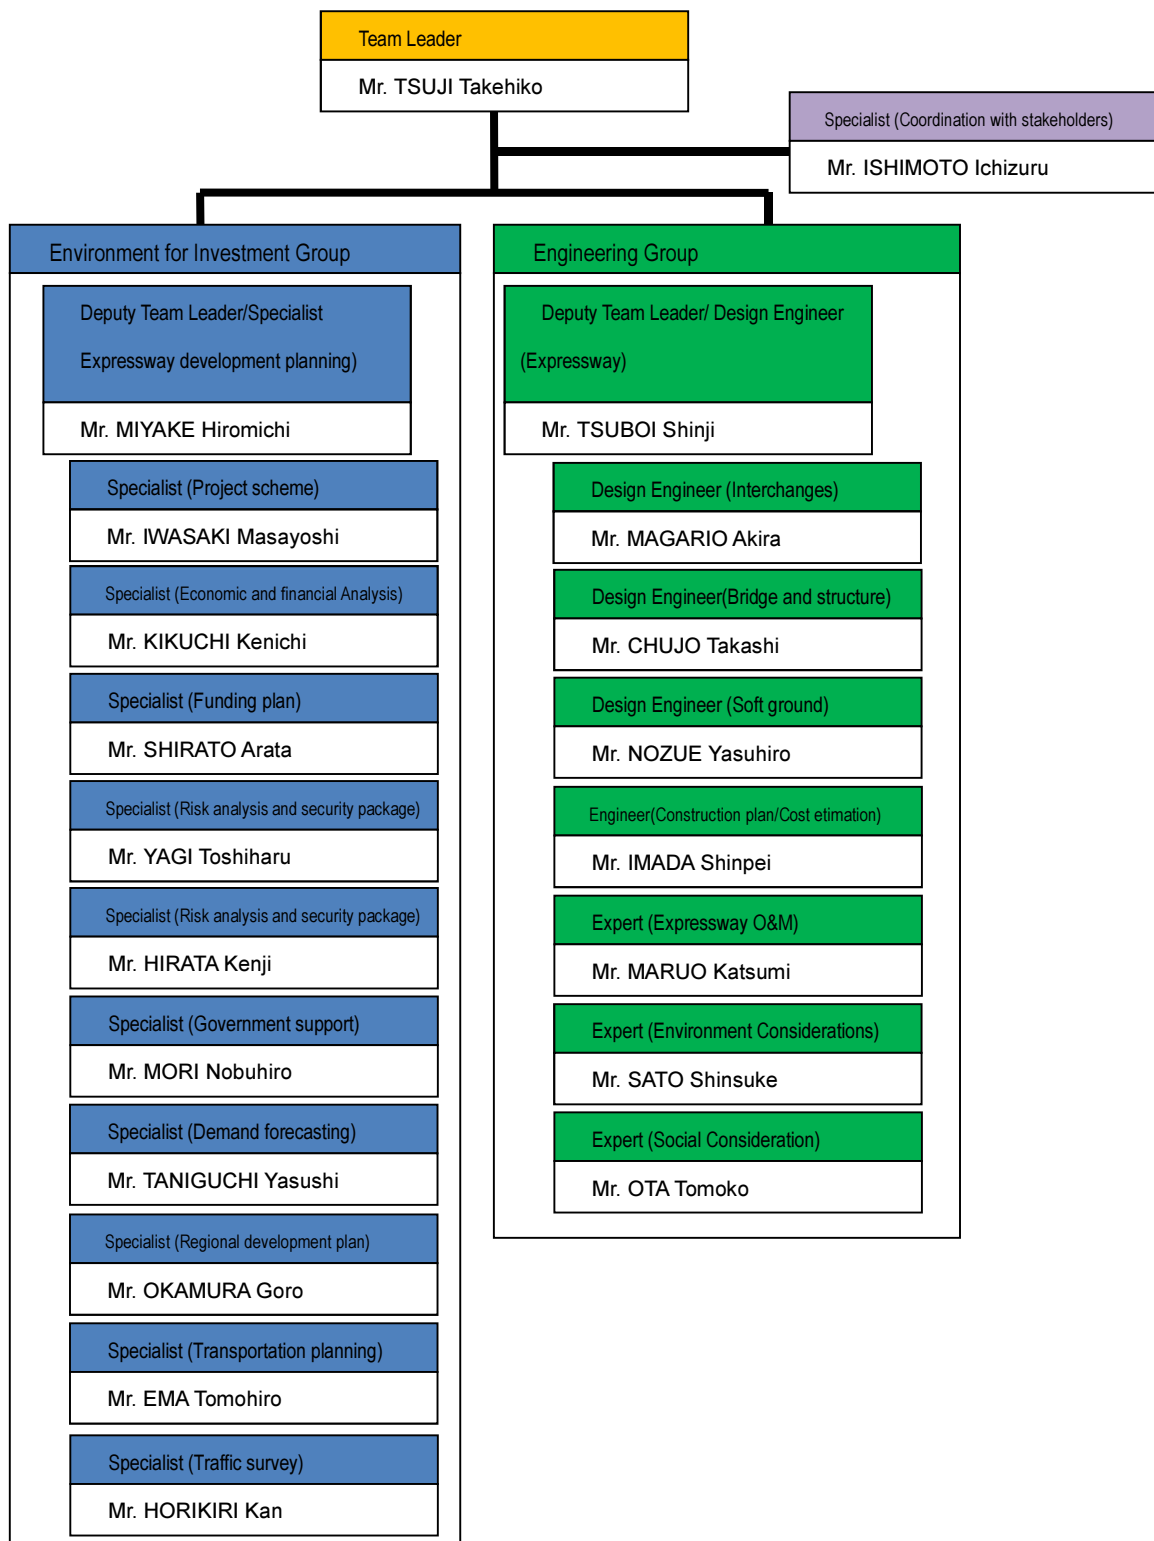 Team Leader
Mr. TSUJI Takehiko
Specialist (Coordination with stakeholders)
Mr. ISHIMOTO Ichizuru
Environment for Investment Group
Deputy Team Leader/Specialist
Expressway development planning)
Mr. MIYAKE Hiromichi
Specialist (Project scheme)
Mr. IWASAKI Masayoshi
Specialist (Economic and financial Analysis)
Mr. KIKUCHI Kenichi
Specialist (Funding plan)
Mr. SHIRATO Arata
Specialist (Risk analysis and security package)
Mr. YAGI Toshiharu
Specialist (Risk analysis and security package)
Mr. HIRATA Kenji
Specialist (Government support)
Mr. MORI Nobuhiro
Specialist (Demand forecasting)
Mr. TANIGUCHI Yasushi
Specialist (Regional development plan)
Mr. OKAMURA Goro
Specialist (Transportation planning)
Mr. EMA Tomohiro
Specialist (Traffic survey)
Mr. HORIKIRI Kan
Engineering Group
Deputy Team Leader/ Design Engineer
(Expressway)
Mr. TSUBOI Shinji
Design Engineer (Interchanges)
Mr. MAGARIO Akira
Design Engineer(Bridge and structure)
Mr. CHUJO Takashi
Design Engineer (Soft ground)
Mr. NOZUE Yasuhiro
Engineer(Construction plan/Cost etimation)
Mr. IMADA Shinpei
Expert (Expressway O&M)
Mr. MARUO Katsumi
Expert (Environment Considerations)
Mr. SATO Shinsuke
Expert (Social Consideration)
Mr. OTA Tomoko